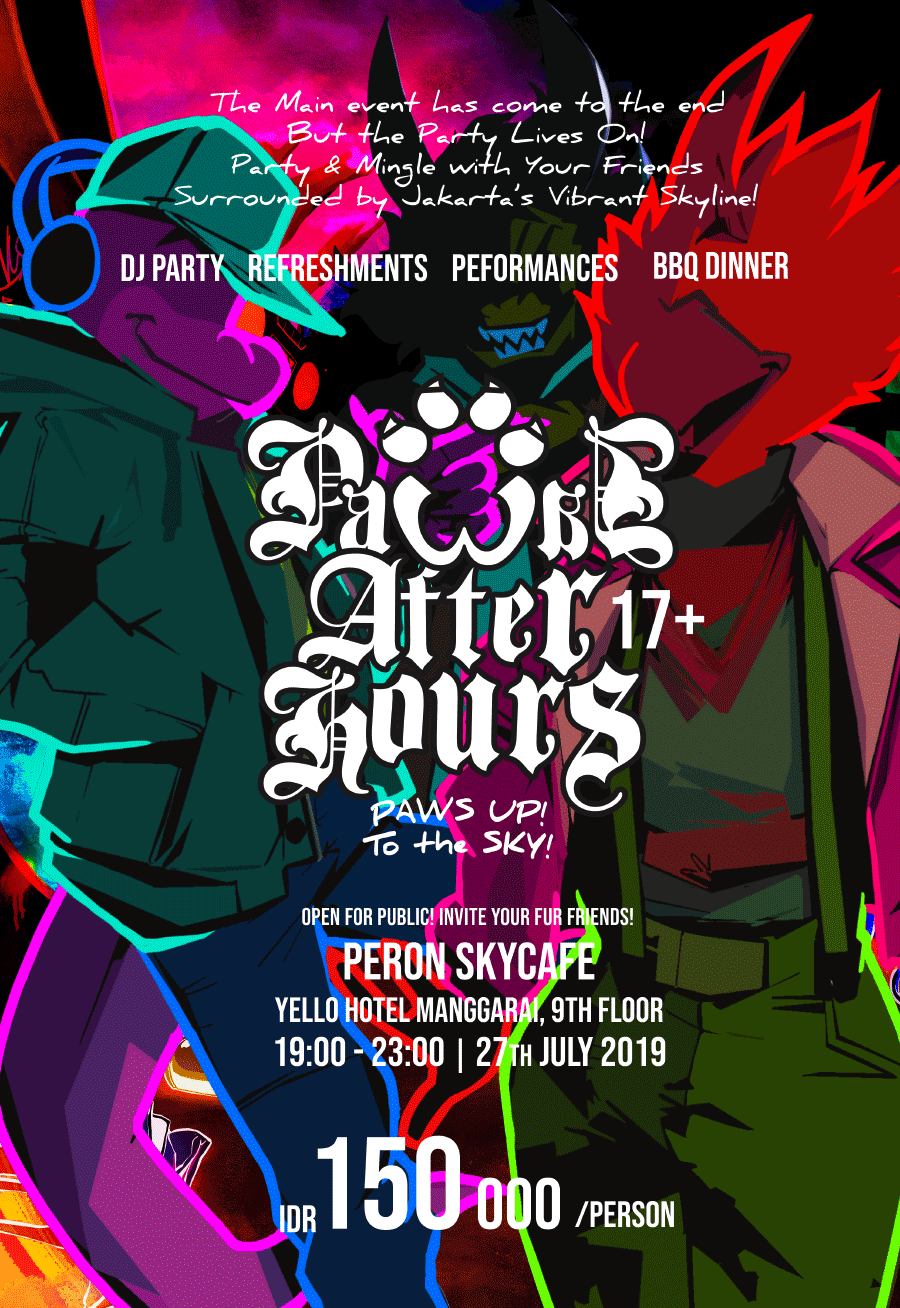 The Main event has come to the end
But the Party Lives On!
Party & Mingle with Your Friends
Surrounded by Jakarta's Vibrant Skyline!
DJ PARTY REFRESHMENTS PEFORMANCES BBQ DINNER
PawaI
After 17+
Hours
PAWS UP!
To the SKY!
OPEN FOR PUBLIC! INVITE YOUR FUR FRIENDS!
PERON SKYCAFE
YELLO HOTEL MANGGARAI, 9TH FLOOR
19:00 - 23:00 | 27TH JULY 2019
IDR 150 000 /PERSON